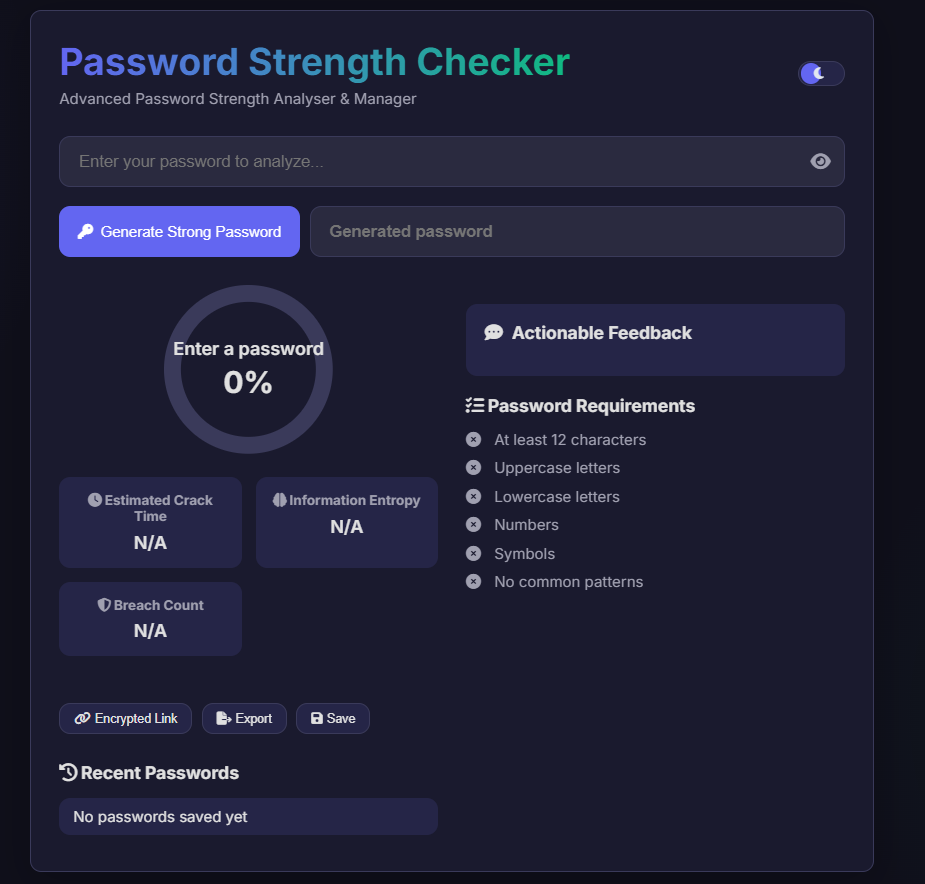 Password Strength Checker
Advanced Password Strength Analyser & Manager
Enter your password to analyze...
Generate Strong Password
Generated password
Enter a password
0%
Estimated Crack
Time
N/A
Information Entropy
N/A
Breach Count
N/A
Actionable Feedback
Password Requirements
At least 12 characters
Uppercase letters
Lowercase letters
Numbers
Symbols
No common patterns
Encrypted Link
Export
Save
Recent Passwords
No passwords saved yet